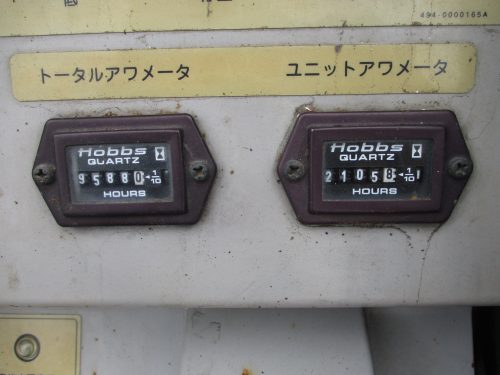 494-0000165A
トータルアワメータ
ユニットアワメータ
Hobbs
QUARTZ
95880 1/10
HOURS
Hobbs
QUARTZ
21058 1/10
HOURS